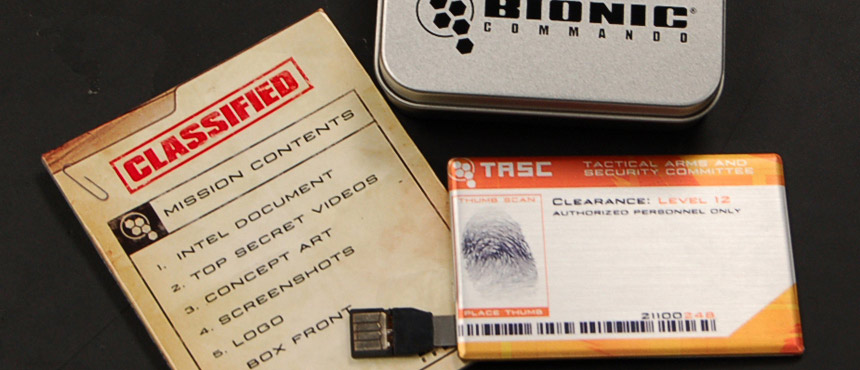 BIONIC
COMMANDO
CLASSIFIED
MISSION CONTENTS
1. INTEL DOCUMENT
2. TOP SECRET VIDEOS
3. CONCEPT ART
4. SCREENSHOTS
5. LOGO
BOX FRONT
TASC
TACTICAL ARMS AND
SECURITY COMMITTEE
THUMB SCAN
CLEARANCE: LEVEL 12
AUTHORIZED PERSONNEL ONLY
PLACE THUMB
21100248